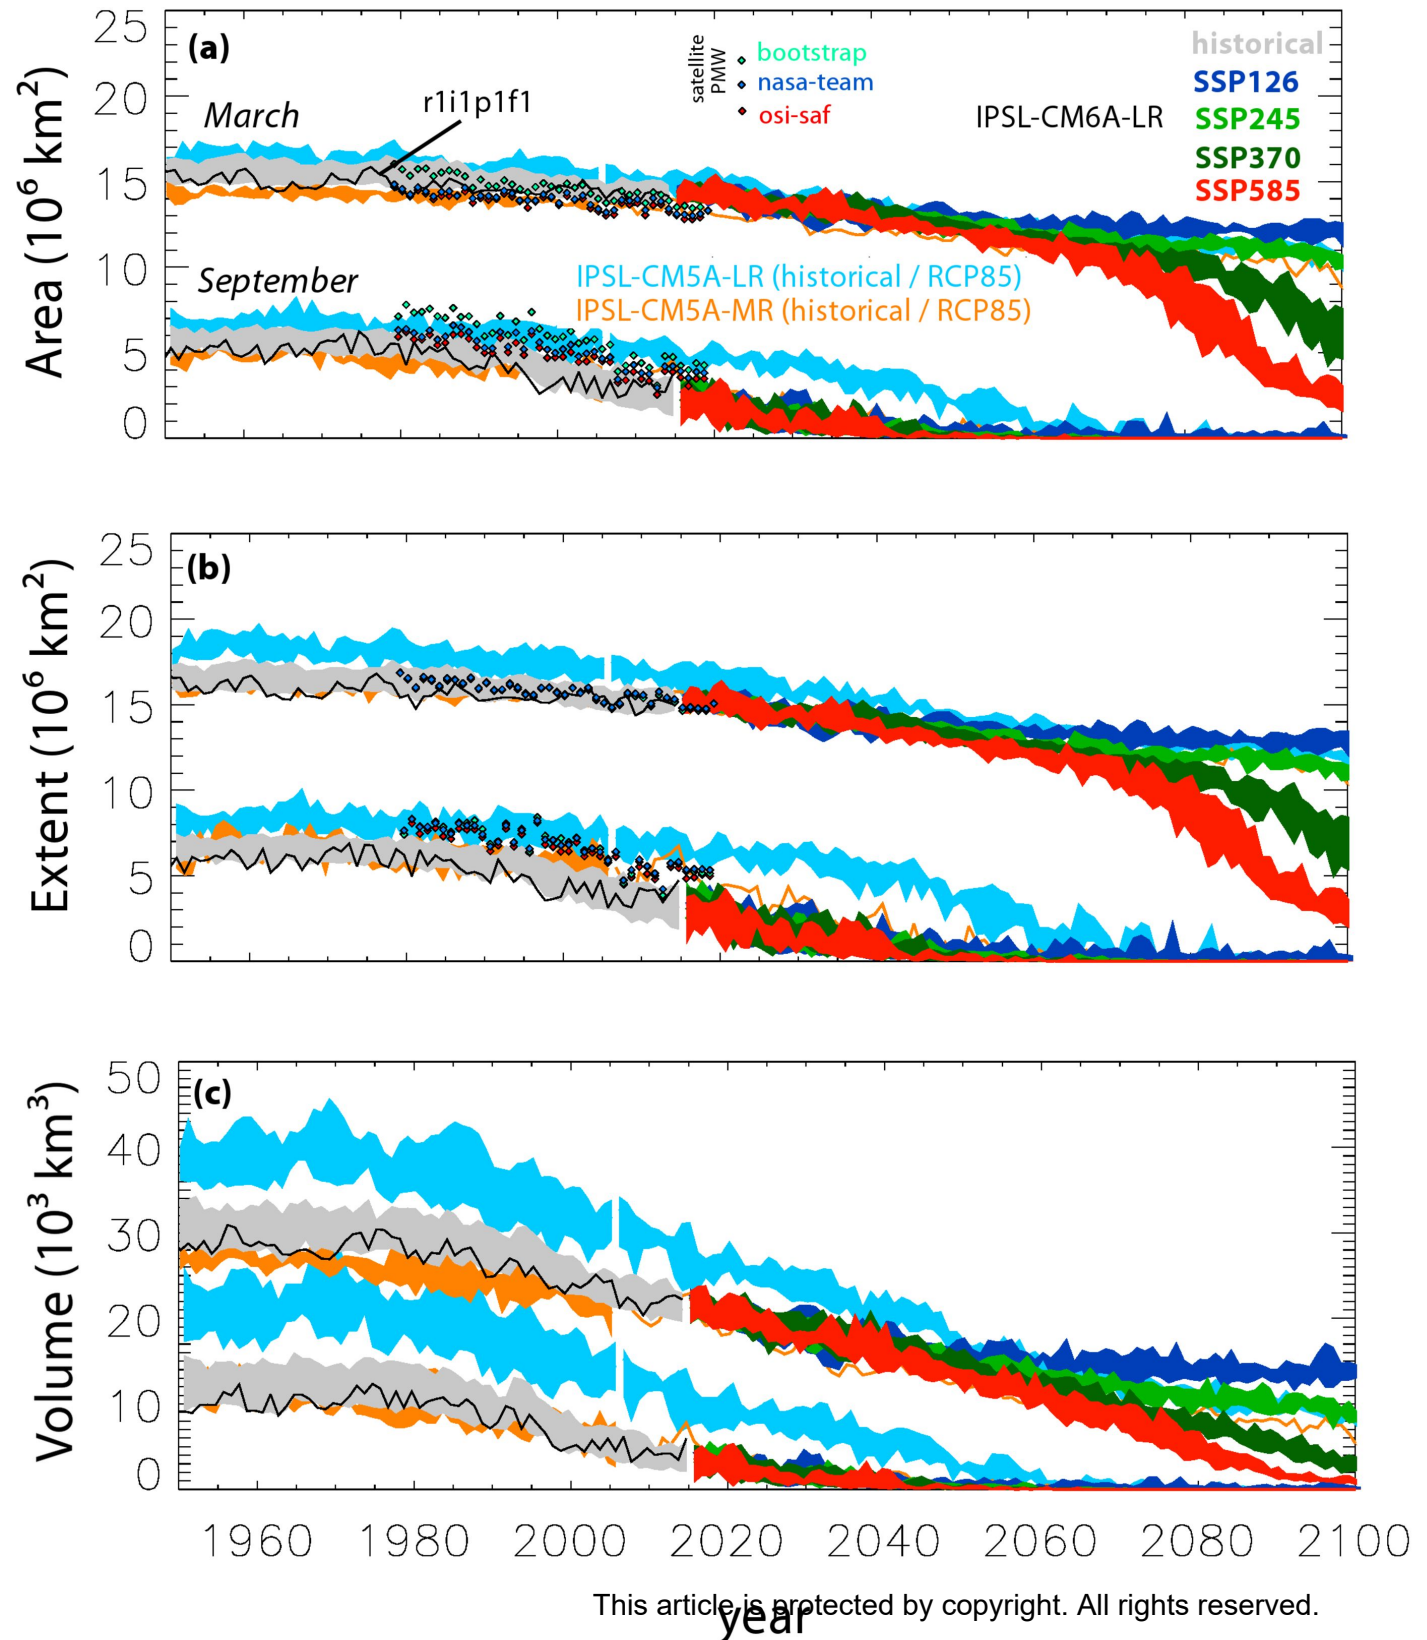 25
20
15
10
5
0
Area (10⁶ km²)
(a)
March
r1i1p1f1
satellite
PMW
bootstrap
nasa-team
osi-saf
IPSL-CM6A-LR
historical
SSP126
SSP245
SSP370
SSP585
September
IPSL-CM5A-LR (historical / RCP85)
IPSL-CM5A-MR (historical / RCP85)
25
20
15
10
5
0
Extent (10⁶ km²)
(b)
50
40
30
20
10
0
Volume (10³ km³)
(c)
1960 1980 2000 2020 2040 2060 2080 2100
year
This article is protected by copyright. All rights reserved.